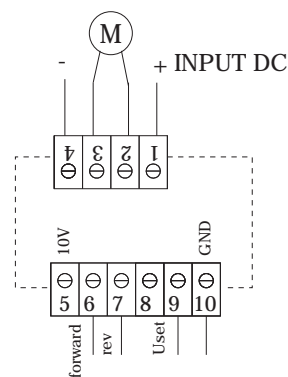 M
- + INPUT DC
4 3 2 1
10V GND
5 6 7 8 9 10
forward rev Uset